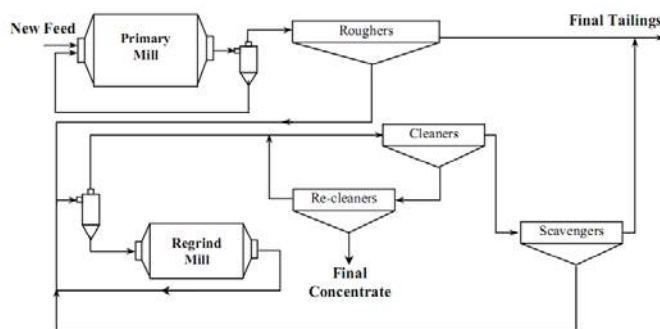 New Feed
Primary
Mill
Roughers
Final Tailings
Cleaners
Re-cleaners
Scavengers
Regrind
Mill
Final
Concentrate